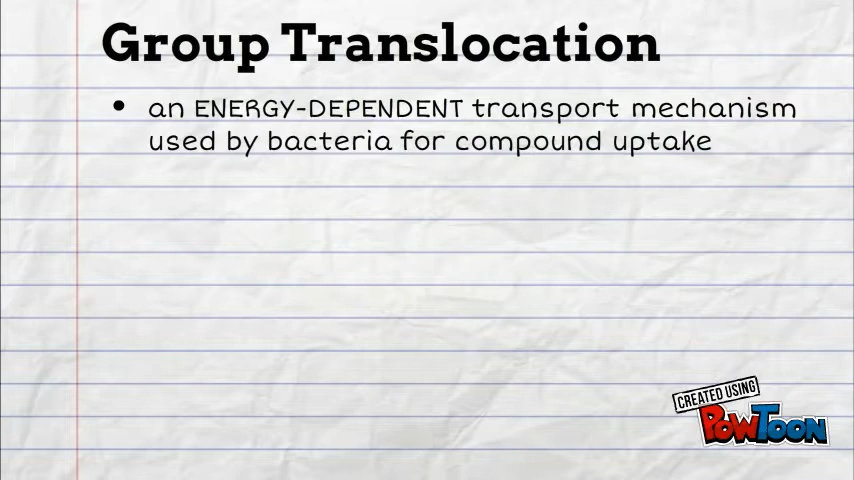 Group Translocation
• an ENERGY-DEPENDENT transport mechanism
used by bacteria for compound uptake
CREATED USING
POWTOON